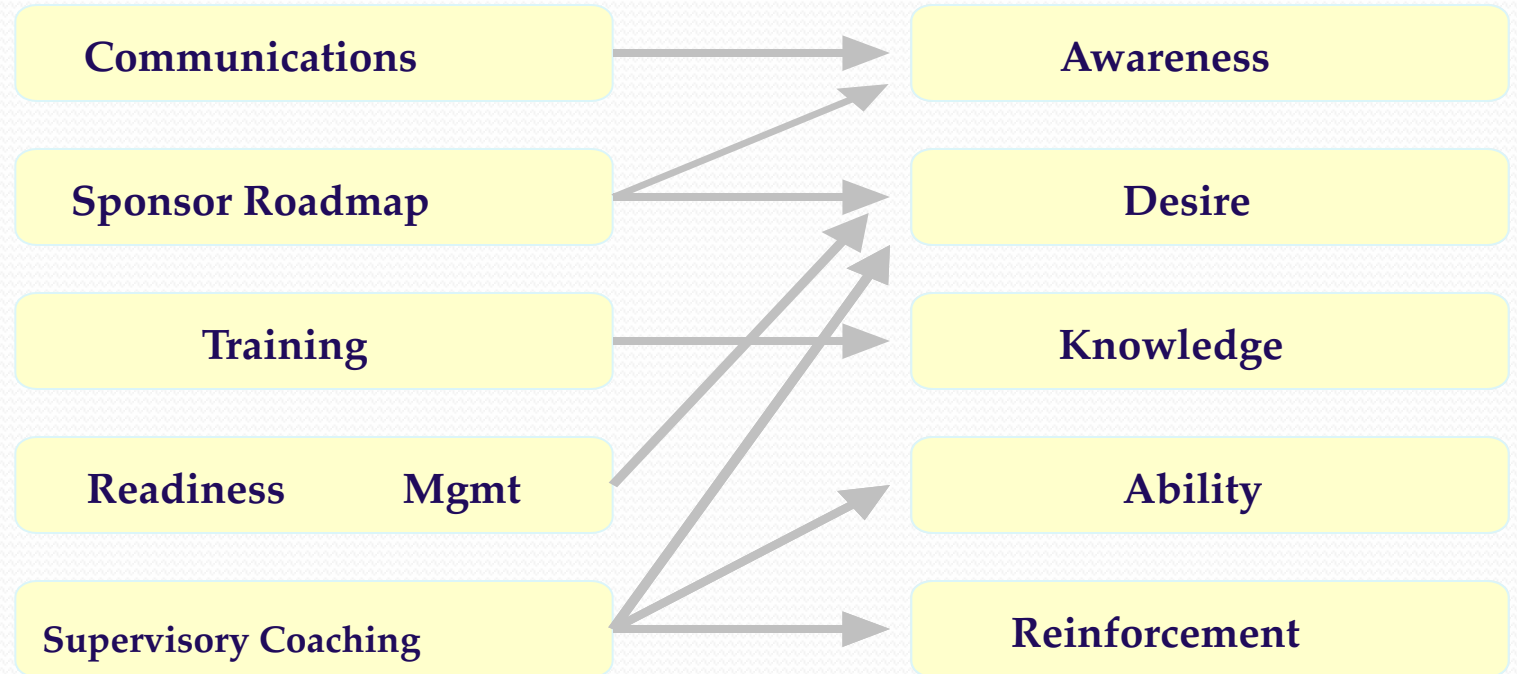 Communications
Awareness
Sponsor Roadmap
Desire
Training
Knowledge
Readiness Mgmt
Ability
Supervisory Coaching
Reinforcement